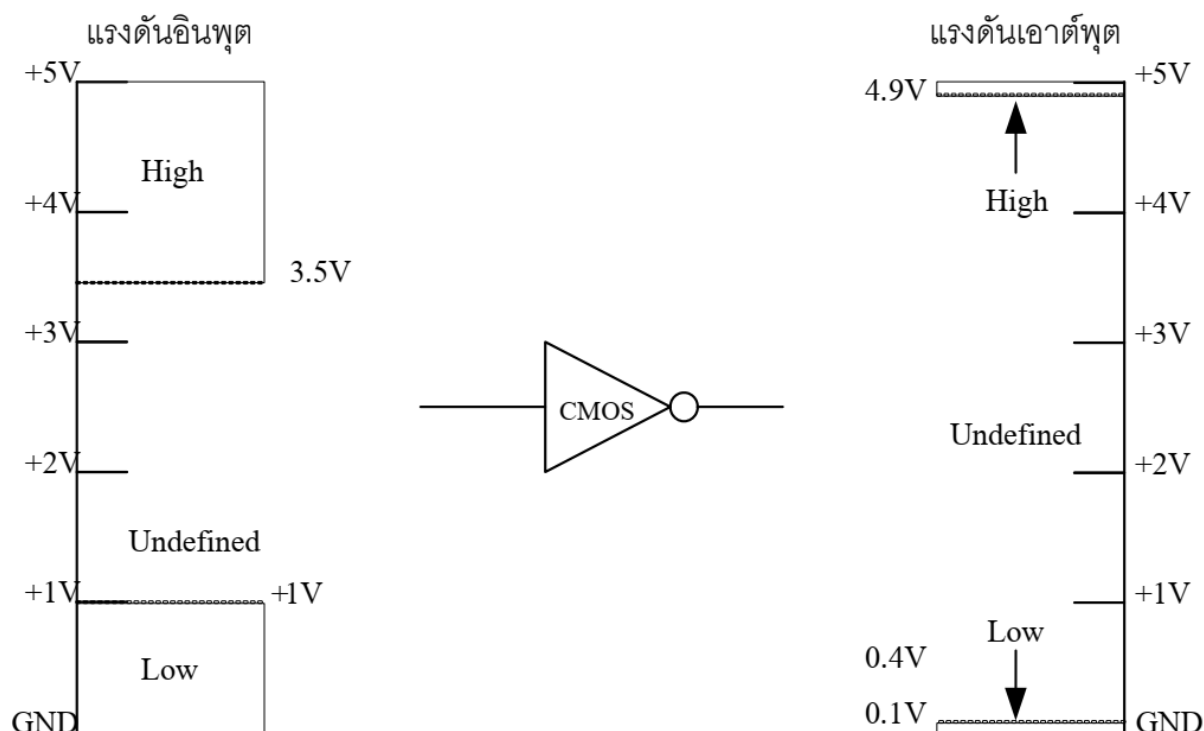 แรงดันอินพุต
แรงดันเอาต์พุต
+5V
4.9V
+5V
High
+4V
High
+4V
3.5V
+3V
+3V
CMOS
+2V
Undefined
+2V
Undefined
+1V
+1V
+1V
Low
Low
0.4V
GND
0.1V
GND